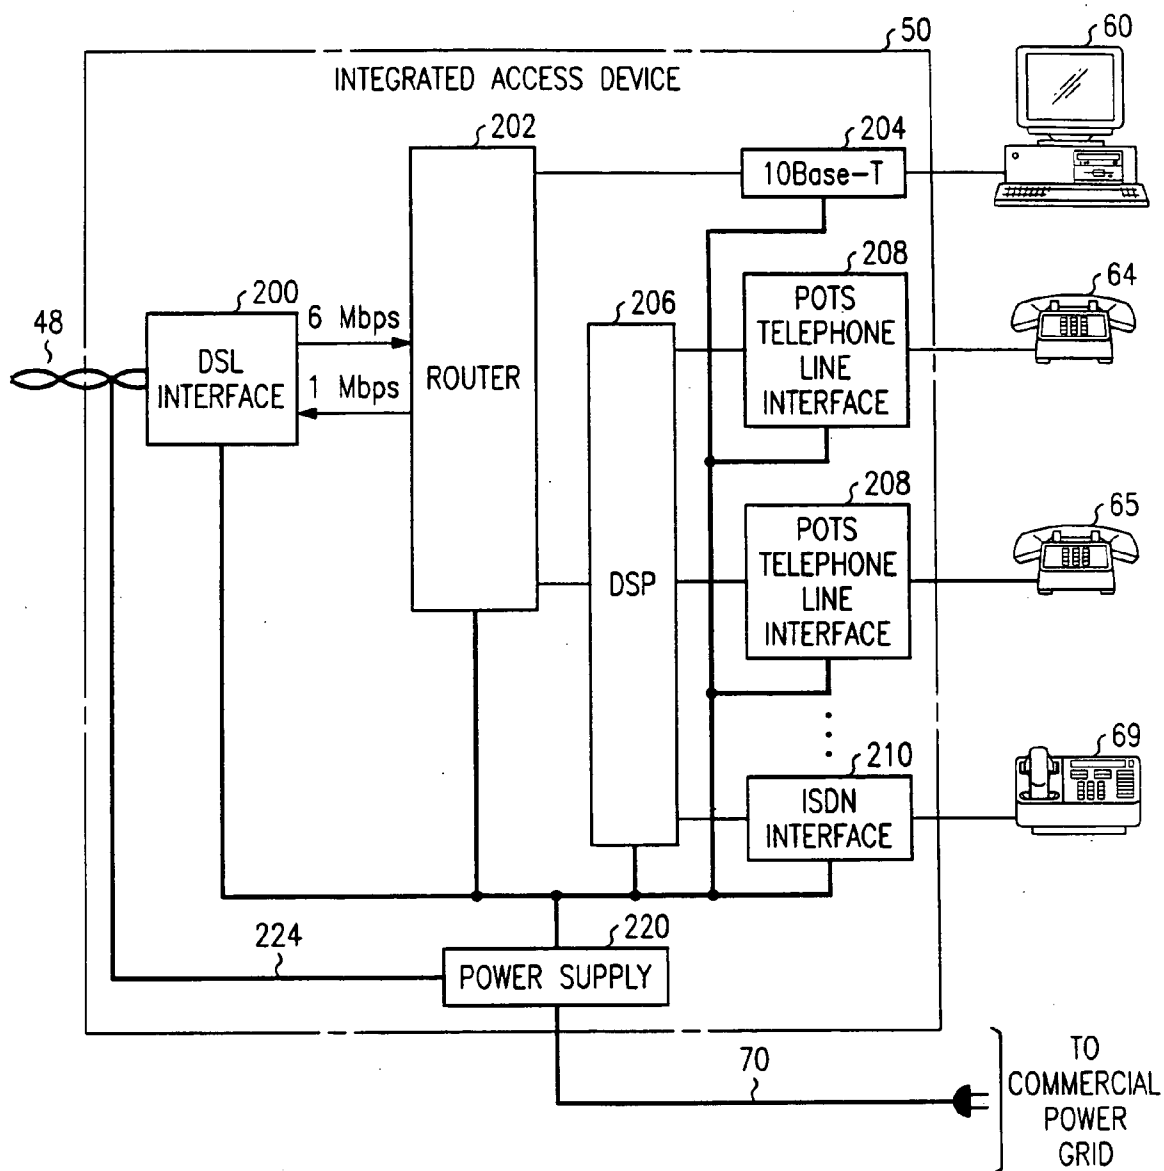 50
60
INTEGRATED ACCESS DEVICE
202
204
10Base-T
208
POTS
TELEPHONE
LINE
INTERFACE
64
200
6 Mbps
206
48
DSL
INTERFACE
1 Mbps
ROUTER
208
POTS
TELEPHONE
LINE
INTERFACE
65
DSP
210
ISDN
INTERFACE
69
224
220
POWER SUPPLY
70
TO
COMMERCIAL
POWER
GRID